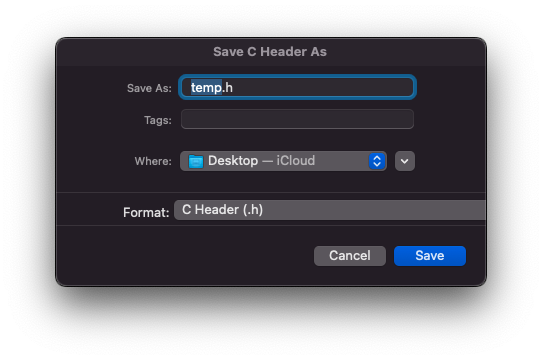 Save C Header As
Save As: temp.h
Tags:
Where: Desktop — iCloud
Format: C Header (.h)
Cancel Save